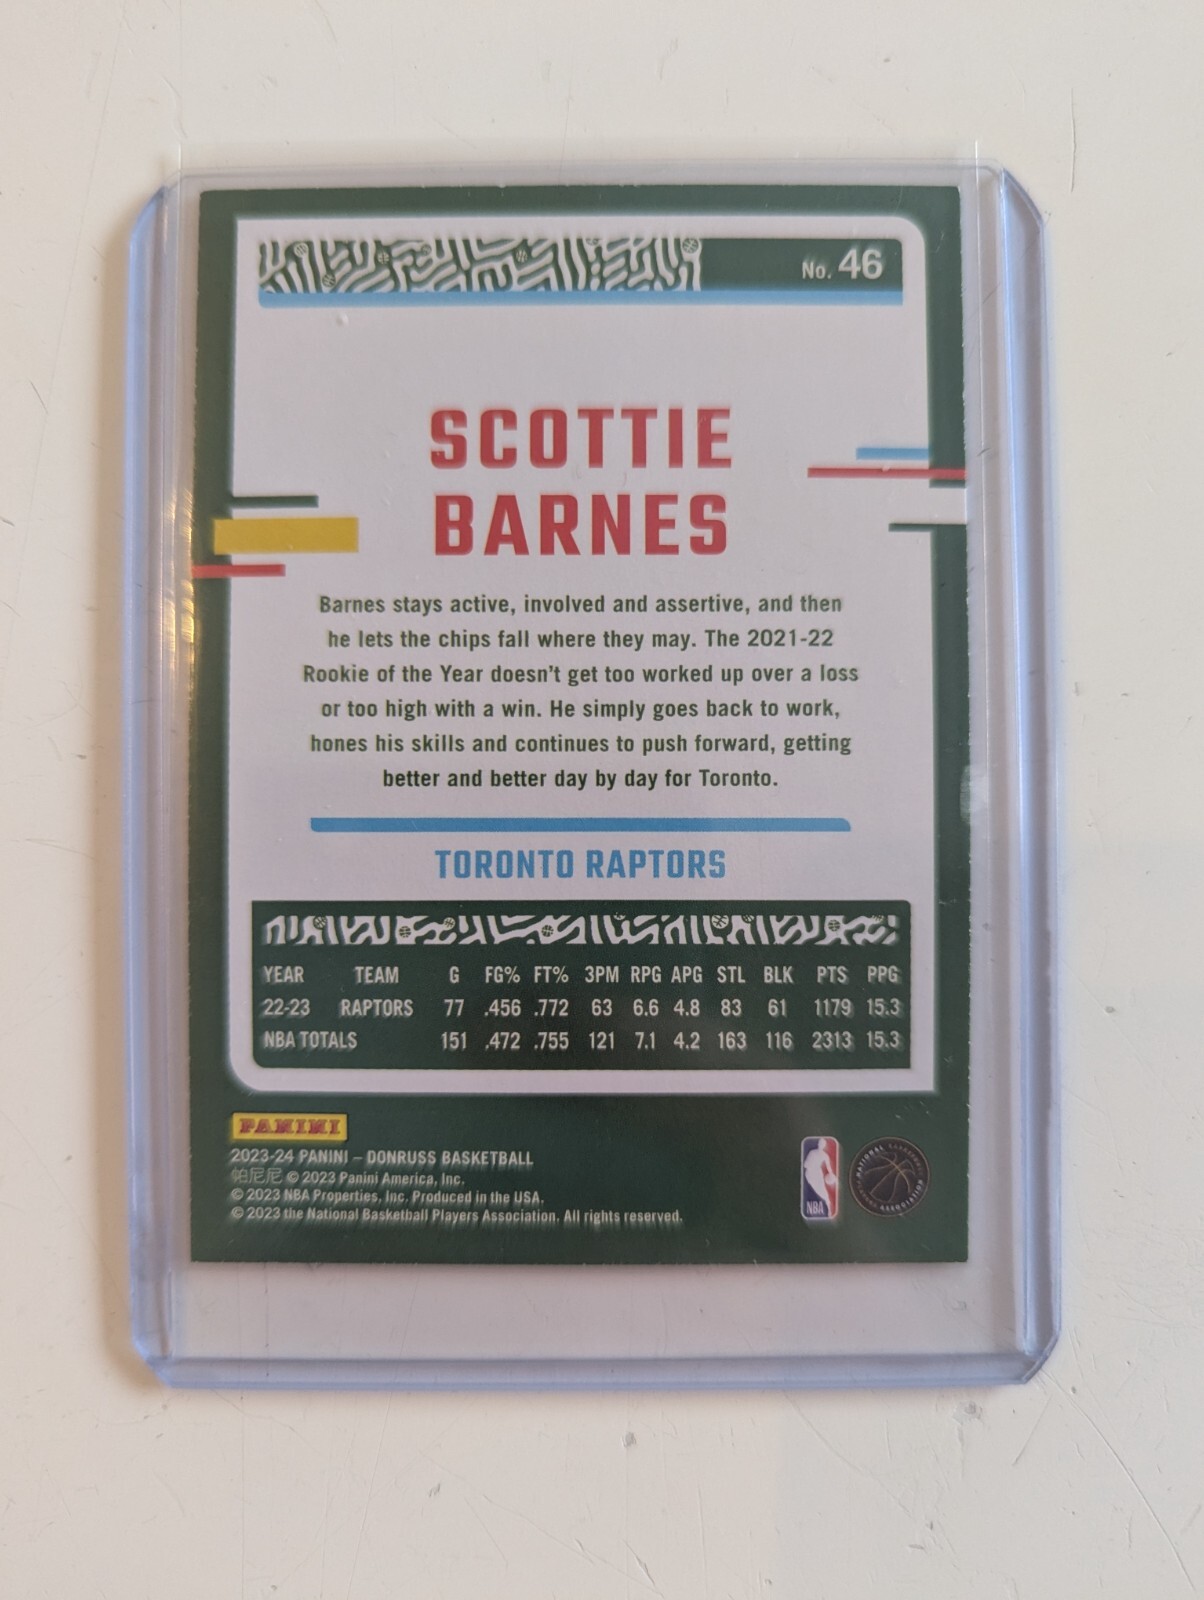 No. 46
SCOTTIE
BARNES
Barnes stays active, involved and assertive, and then
he lets the chips fall where they may. The 2021-22
Rookie of the Year doesn't get too worked up over a loss
or too high with a win. He simply goes back to work,
hones his skills and continues to push forward, getting
better and better day by day for Toronto.
TORONTO RAPTORS
YEAR TEAM G FG% FT% 3PM RPG APG STL BLK PTS PPG
22-23 RAPTORS 77 .456 .772 63 6.6 4.8 83 61 1179 15.3
NBA TOTALS 151 .472 .755 121 7.1 4.2 163 116 2313 15.3
PANINI
2023-24 PANINI – DONRUSS BASKETBALL
帕尼尼 © 2023 Panini America, Inc.
© 2023 NBA Properties, Inc. Produced in the USA.
© 2023 the National Basketball Players Association. All rights reserved.
NBA
NATIONAL BASKETBALL PLAYERS ASSOCIATION